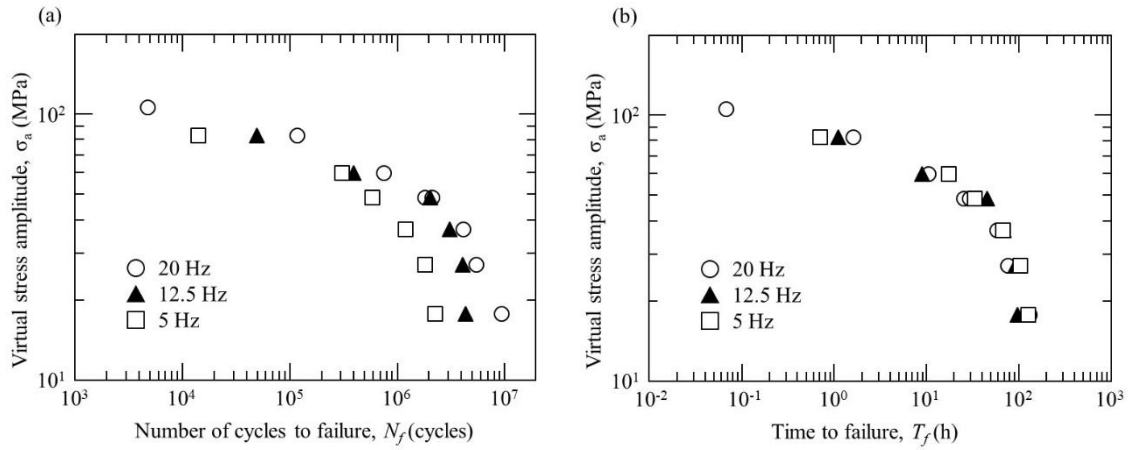 (a)
Virtual stress amplitude, σₐ (MPa)
10²
10¹
20 Hz
12.5 Hz
5 Hz
10³
10⁴
10⁵
10⁶
10⁷
Number of cycles to failure, N_f (cycles)
(b)
Virtual stress amplitude, σₐ (MPa)
10²
10¹
20 Hz
12.5 Hz
5 Hz
10⁻²
10⁻¹
10⁰
10¹
10²
10³
Time to failure, T_f (h)